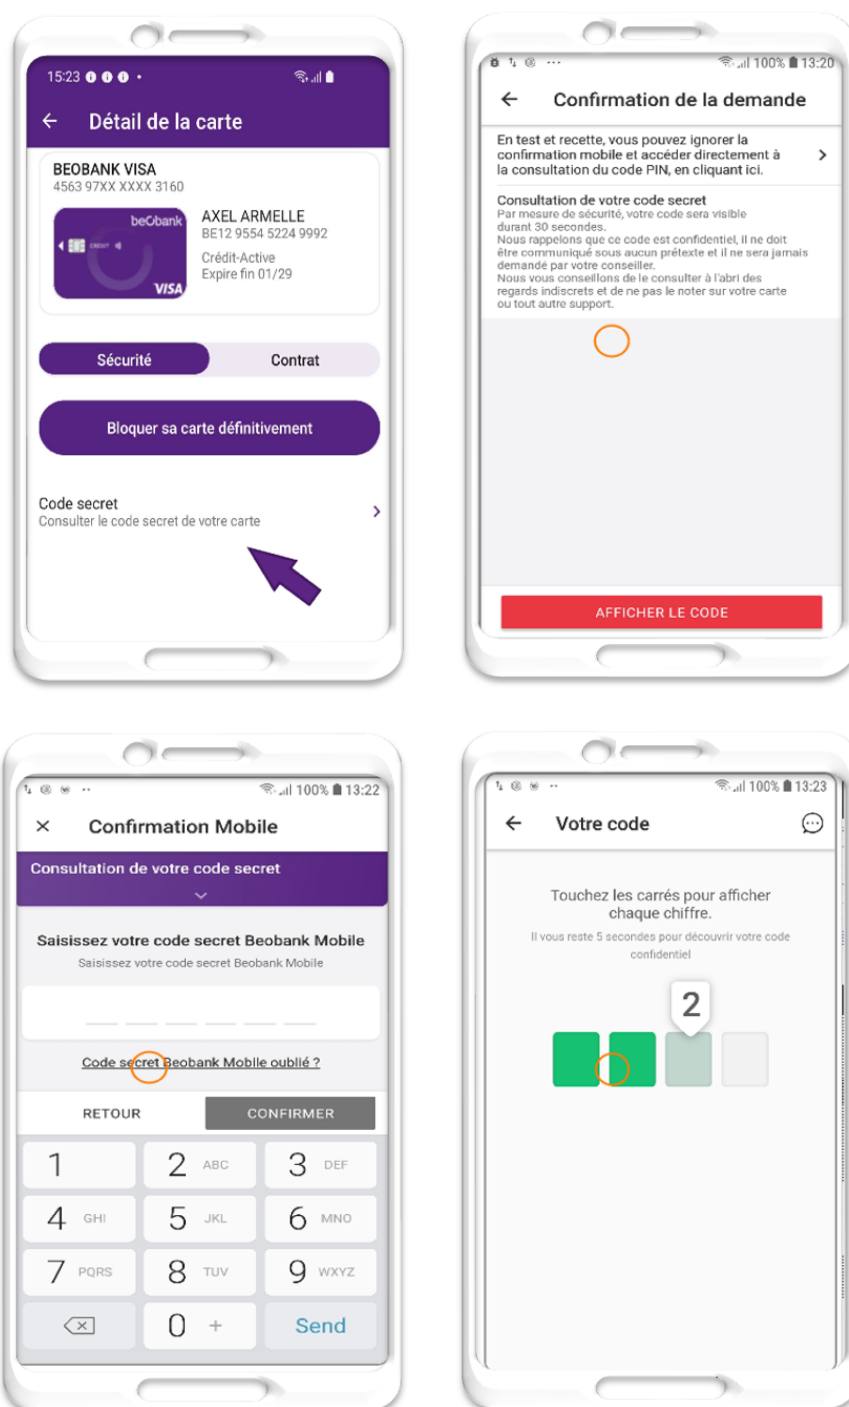 15:23
Détail de la carte
BEOBANK VISA
4563 97XX XXXX 3160
beObank
CREDIT
VISA
AXEL ARMELLE
BE12 9554 5224 9992
Crédit-Active
Expire fin 01/29
Sécurité
Contrat
Bloquer sa carte définitivement
Code secret
Consulter le code secret de votre carte
100% 13:20
Confirmation de la demande
En test et recette, vous pouvez ignorer la
confirmation mobile et accéder directement à
la consultation du code PIN, en cliquant ici.
Consultation de votre code secret
Par mesure de sécurité, votre code sera visible
durant 30 secondes.
Nous rappelons que ce code est confidentiel, il ne doit
être communiqué sous aucun prétexte et il ne sera jamais
demandé par votre conseiller.
Nous vous conseillons de le consulter à l'abri des
regards indiscrets et de ne pas le noter sur votre carte
ou tout autre support.
AFFICHER LE CODE
100% 13:22
Confirmation Mobile
Consultation de votre code secret
Saisissez votre code secret Beobank Mobile
Saisissez votre code secret Beobank Mobile
Code secret Beobank Mobile oublié ?
RETOUR
CONFIRMER
1
2 ABC
3 DEF
4 GHI
5 JKL
6 MNO
7 PQRS
8 TUV
9 WXYZ
0 +
Send
100% 13:23
Votre code
Touchez les carrés pour afficher
chaque chiffre.
Il vous reste 5 secondes pour découvrir votre code
confidentiel
2